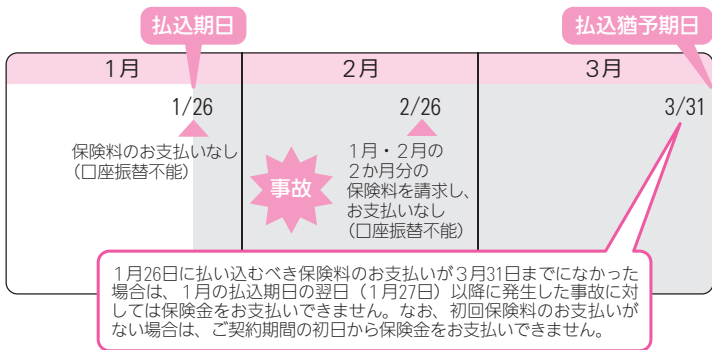 払込期日
払込猶予期日
1月
2月
3月
1/26
2/26
3/31
保険料のお支払いなし
（口座振替不能）
事故
1月・2月の
2か月分の
保険料を請求し、
お支払いなし
（口座振替不能）
1月26日に払い込むべき保険料のお支払いが3月31日までになかった
場合は、1月の払込期日の翌日（1月27日）以降に発生した事故に対
しては保険金をお支払いできません。なお、初回保険料のお支払いが
ない場合は、ご契約期間の初日から保険金をお支払いできません。